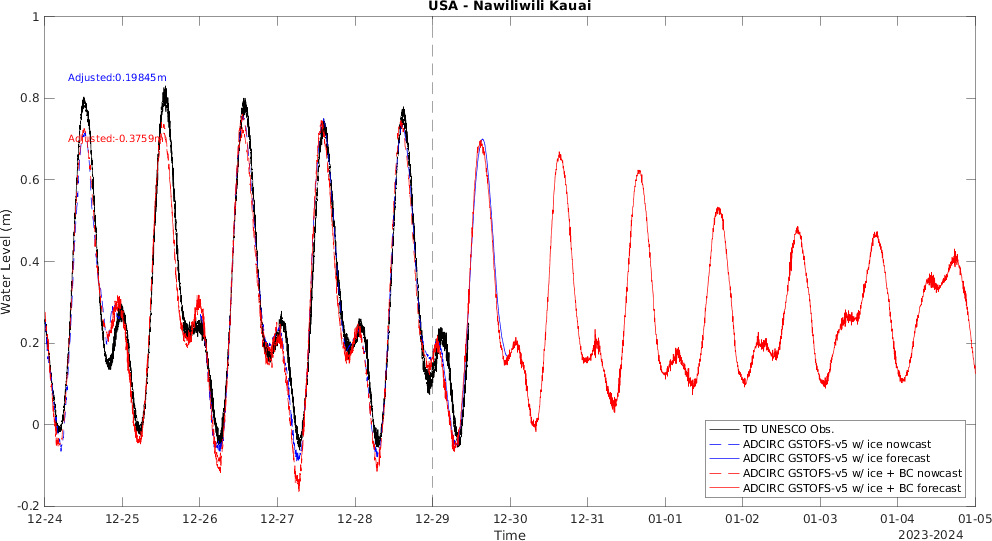 USA - Nawiliwili Kauai
1
Adjusted:0.19845m
0.8
Adjusted:-0.3759m
0.6
Water Level (m)
0.4
0.2
0
TD UNESCO Obs.
ADCIRC GSTOFS-v5 w/ ice nowcast
ADCIRC GSTOFS-v5 w/ ice forecast
ADCIRC GSTOFS-v5 w/ ice + BC nowcast
ADCIRC GSTOFS-v5 w/ ice + BC forecast
-0.2
12-24 12-25 12-26 12-27 12-28 12-29 12-30 12-31 01-01 01-02 01-03 01-04 01-05
Time
2023-2024